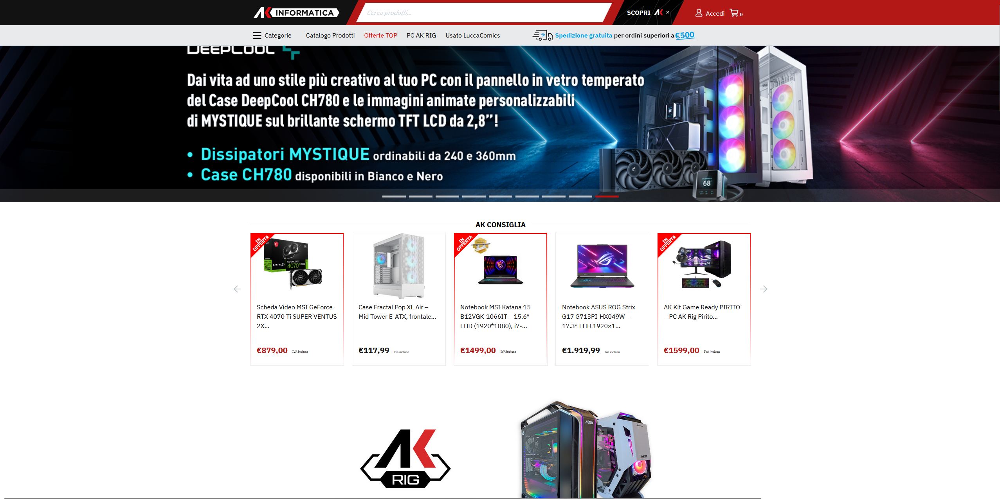 AK INFORMATICA
Cerca prodotti...
SCOPRI AK »
Accedi
0
Categorie
Catalogo Prodotti
Offerte TOP
PC AK RIG
Usato LuccaComics
Spedizione gratuita per ordini superiori a €500
DEEPCOOL
Dai vita ad uno stile più creativo al tuo PC con il pannello in vetro temperato
del Case DeepCool CH780 e le immagini animate personalizzabili
di MYSTIQUE sul brillante schermo TFT LCD da 2,8”!
• Dissipatori MYSTIQUE ordinabili da 240 e 360mm
• Case CH780 disponibili in Bianco e Nero
68°
AK CONSIGLIA
IN OFFERTA
GEFORCE RTX
4070 Ti
VENTUS 2X
Scheda Video MSI GeForce
RTX 4070 Ti SUPER VENTUS
2X...
€879,00 IVA inclusa
Case Fractal Pop XL Air –
Mid Tower E-ATX, frontale...
€117,99 Iva inclusa
IN OFFERTA
Notebook MSI Katana 15
B12VGK-1066IT – 15.6″
FHD (1920*1080), i7-...
€1499,00 IVA inclusa
Notebook ASUS ROG Strix
G17 G713PI-HX049W –
17.3″ FHD 1920×1...
€1.919,99 Iva inclusa
IN OFFERTA
Odyssey G3
AK Kit Game Ready PIRITO
– PC AK Rig Pirito...
€1599,00 IVA inclusa
AK
RIG